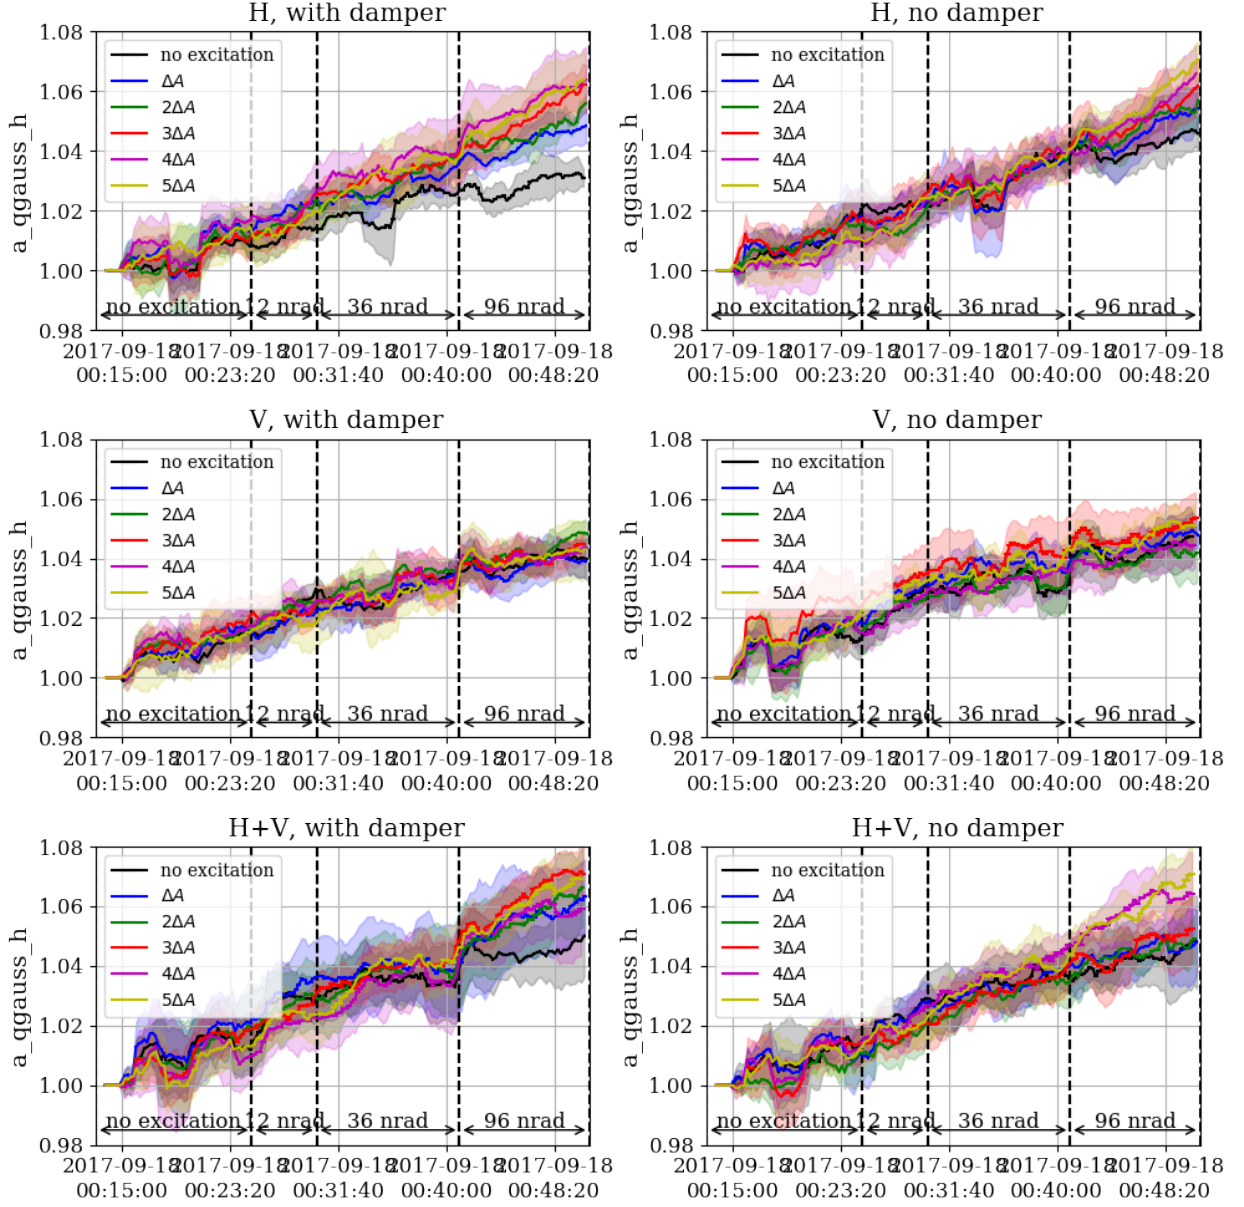 H, with damper
a_qgauss_h
1.08
1.06
1.04
1.02
1.00
0.98
no excitation
ΔA
2ΔA
3ΔA
4ΔA
5ΔA
no excitation 12 nrad 36 nrad 96 nrad
2017-09-18 2017-09-18 2017-09-18 2017-09-18 2017-09-18
00:15:00 00:23:20 00:31:40 00:40:00 00:48:20
H, no damper
a_qgauss_h
1.08
1.06
1.04
1.02
1.00
0.98
no excitation
ΔA
2ΔA
3ΔA
4ΔA
5ΔA
no excitation 12 nrad 36 nrad 96 nrad
2017-09-18 2017-09-18 2017-09-18 2017-09-18 2017-09-18
00:15:00 00:23:20 00:31:40 00:40:00 00:48:20
V, with damper
a_qgauss_h
1.08
1.06
1.04
1.02
1.00
0.98
no excitation
ΔA
2ΔA
3ΔA
4ΔA
5ΔA
no excitation 12 nrad 36 nrad 96 nrad
2017-09-18 2017-09-18 2017-09-18 2017-09-18 2017-09-18
00:15:00 00:23:20 00:31:40 00:40:00 00:48:20
V, no damper
a_qgauss_h
1.08
1.06
1.04
1.02
1.00
0.98
no excitation
ΔA
2ΔA
3ΔA
4ΔA
5ΔA
no excitation 12 nrad 36 nrad 96 nrad
2017-09-18 2017-09-18 2017-09-18 2017-09-18 2017-09-18
00:15:00 00:23:20 00:31:40 00:40:00 00:48:20
H+V, with damper
a_qgauss_h
1.08
1.06
1.04
1.02
1.00
0.98
no excitation
ΔA
2ΔA
3ΔA
4ΔA
5ΔA
no excitation 12 nrad 36 nrad 96 nrad
2017-09-18 2017-09-18 2017-09-18 2017-09-18 2017-09-18
00:15:00 00:23:20 00:31:40 00:40:00 00:48:20
H+V, no damper
a_qgauss_h
1.08
1.06
1.04
1.02
1.00
0.98
no excitation
ΔA
2ΔA
3ΔA
4ΔA
5ΔA
no excitation 12 nrad 36 nrad 96 nrad
2017-09-18 2017-09-18 2017-09-18 2017-09-18 2017-09-18
00:15:00 00:23:20 00:31:40 00:40:00 00:48:20